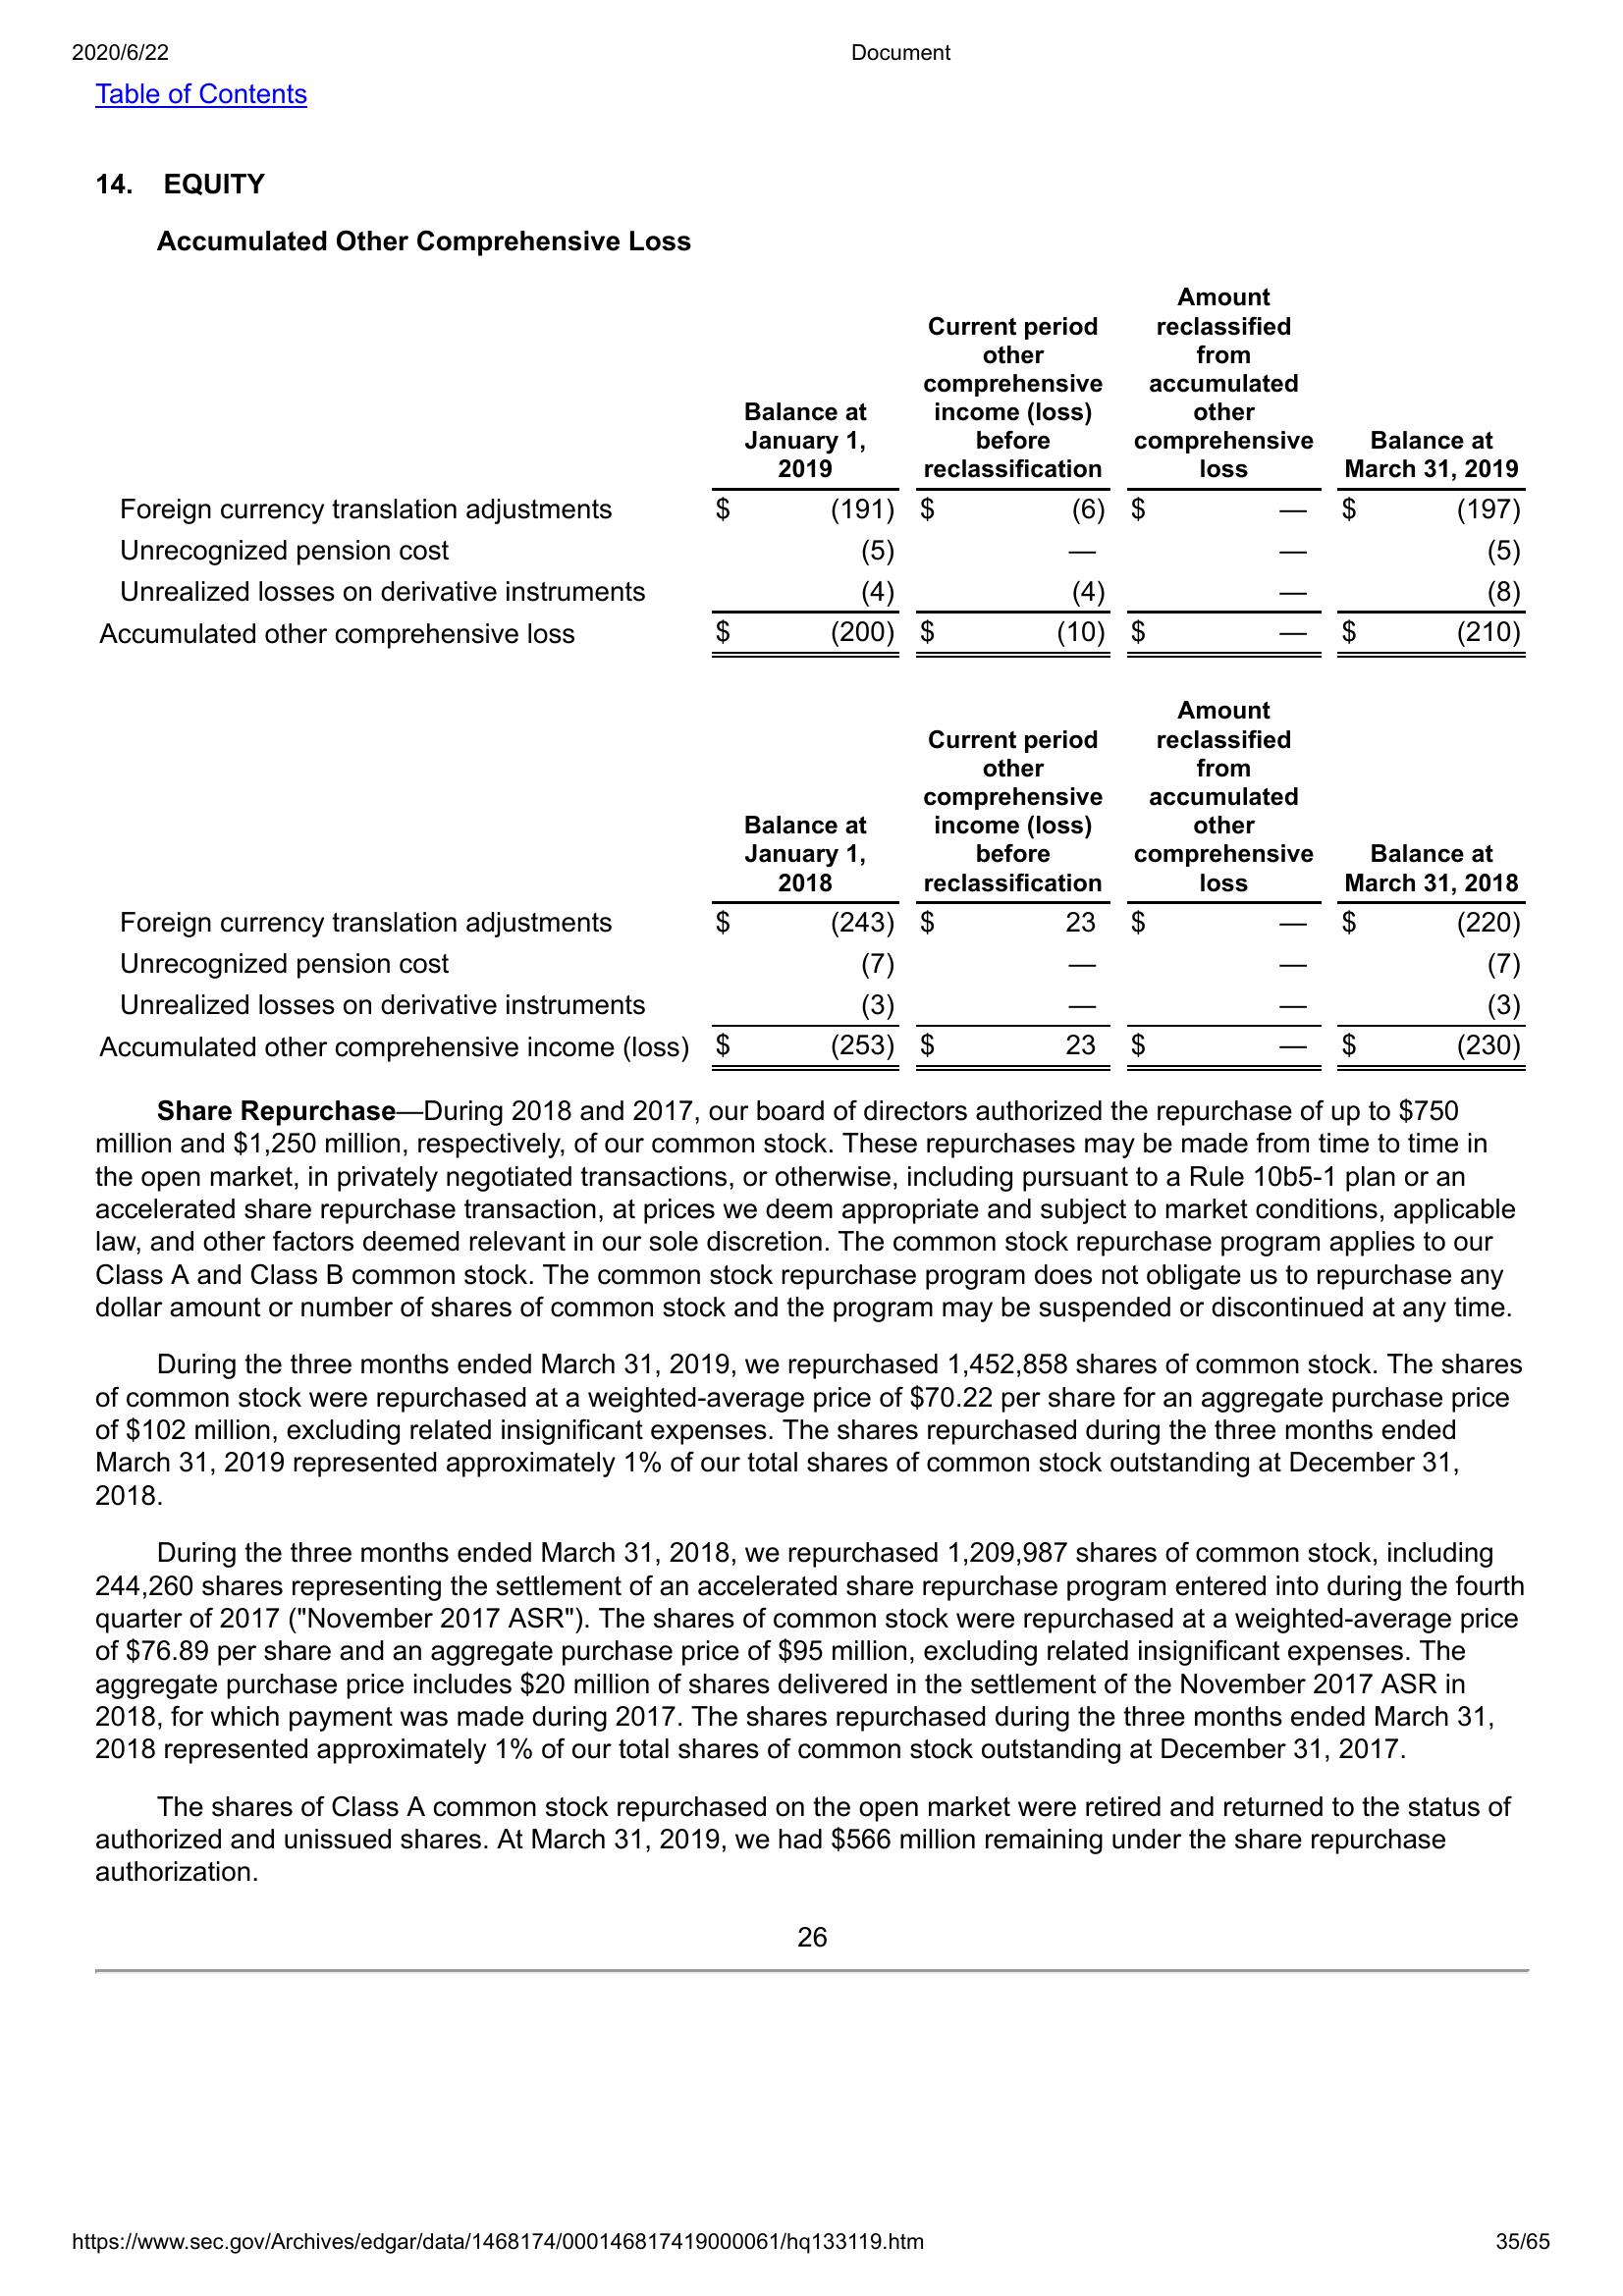 2020/6/22 Document
Table of Contents
14. EQUITY
Accumulated Other Comprehensive Loss
Balance at January 1, 2019 Current period other comprehensive income (loss) before reclassification Amount reclassified from accumulated other comprehensive loss Balance at March 31, 2019
Foreign currency translation adjustments $ (191) $ (6) $ — $ (197)
Unrecognized pension cost (5) — — (5)
Unrealized losses on derivative instruments (4) (4) — (8)
Accumulated other comprehensive loss $ (200) $ (10) $ — $ (210)
Balance at January 1, 2018 Current period other comprehensive income (loss) before reclassification Amount reclassified from accumulated other comprehensive loss Balance at March 31, 2018
Foreign currency translation adjustments $ (243) $ 23 $ — $ (220)
Unrecognized pension cost (7) — — (7)
Unrealized losses on derivative instruments (3) — — (3)
Accumulated other comprehensive income (loss) $ (253) $ 23 $ — $ (230)
Share Repurchase—During 2018 and 2017, our board of directors authorized the repurchase of up to $750
million and $1,250 million, respectively, of our common stock. These repurchases may be made from time to time in
the open market, in privately negotiated transactions, or otherwise, including pursuant to a Rule 10b5-1 plan or an
accelerated share repurchase transaction, at prices we deem appropriate and subject to market conditions, applicable
law, and other factors deemed relevant in our sole discretion. The common stock repurchase program applies to our
Class A and Class B common stock. The common stock repurchase program does not obligate us to repurchase any
dollar amount or number of shares of common stock and the program may be suspended or discontinued at any time.
During the three months ended March 31, 2019, we repurchased 1,452,858 shares of common stock. The shares
of common stock were repurchased at a weighted-average price of $70.22 per share for an aggregate purchase price
of $102 million, excluding related insignificant expenses. The shares repurchased during the three months ended
March 31, 2019 represented approximately 1% of our total shares of common stock outstanding at December 31,
2018.
During the three months ended March 31, 2018, we repurchased 1,209,987 shares of common stock, including
244,260 shares representing the settlement of an accelerated share repurchase program entered into during the fourth
quarter of 2017 ("November 2017 ASR"). The shares of common stock were repurchased at a weighted-average price
of $76.89 per share and an aggregate purchase price of $95 million, excluding related insignificant expenses. The
aggregate purchase price includes $20 million of shares delivered in the settlement of the November 2017 ASR in
2018, for which payment was made during 2017. The shares repurchased during the three months ended March 31,
2018 represented approximately 1% of our total shares of common stock outstanding at December 31, 2017.
The shares of Class A common stock repurchased on the open market were retired and returned to the status of
authorized and unissued shares. At March 31, 2019, we had $566 million remaining under the share repurchase
authorization.
26
https://www.sec.gov/Archives/edgar/data/1468174/000146817419000061/hq133119.htm 35/65